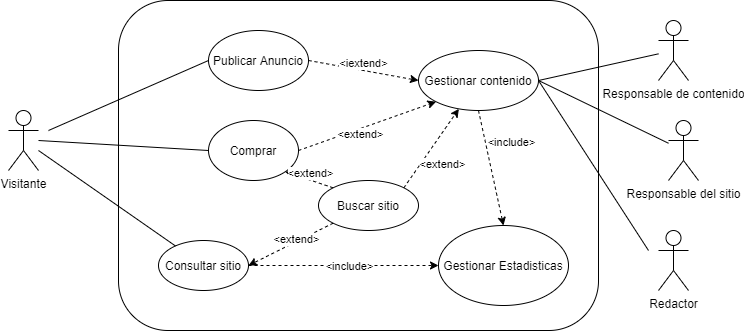 Publicar Anuncio
<iextend>
Gestionar contenido
Responsable de contenido
Visitante
Comprar
<extend>
<extend>
<extend>
<include>
Buscar sitio
Responsable del sitio
<extend>
Consultar sitio
<include>
Gestionar Estadisticas
Redactor